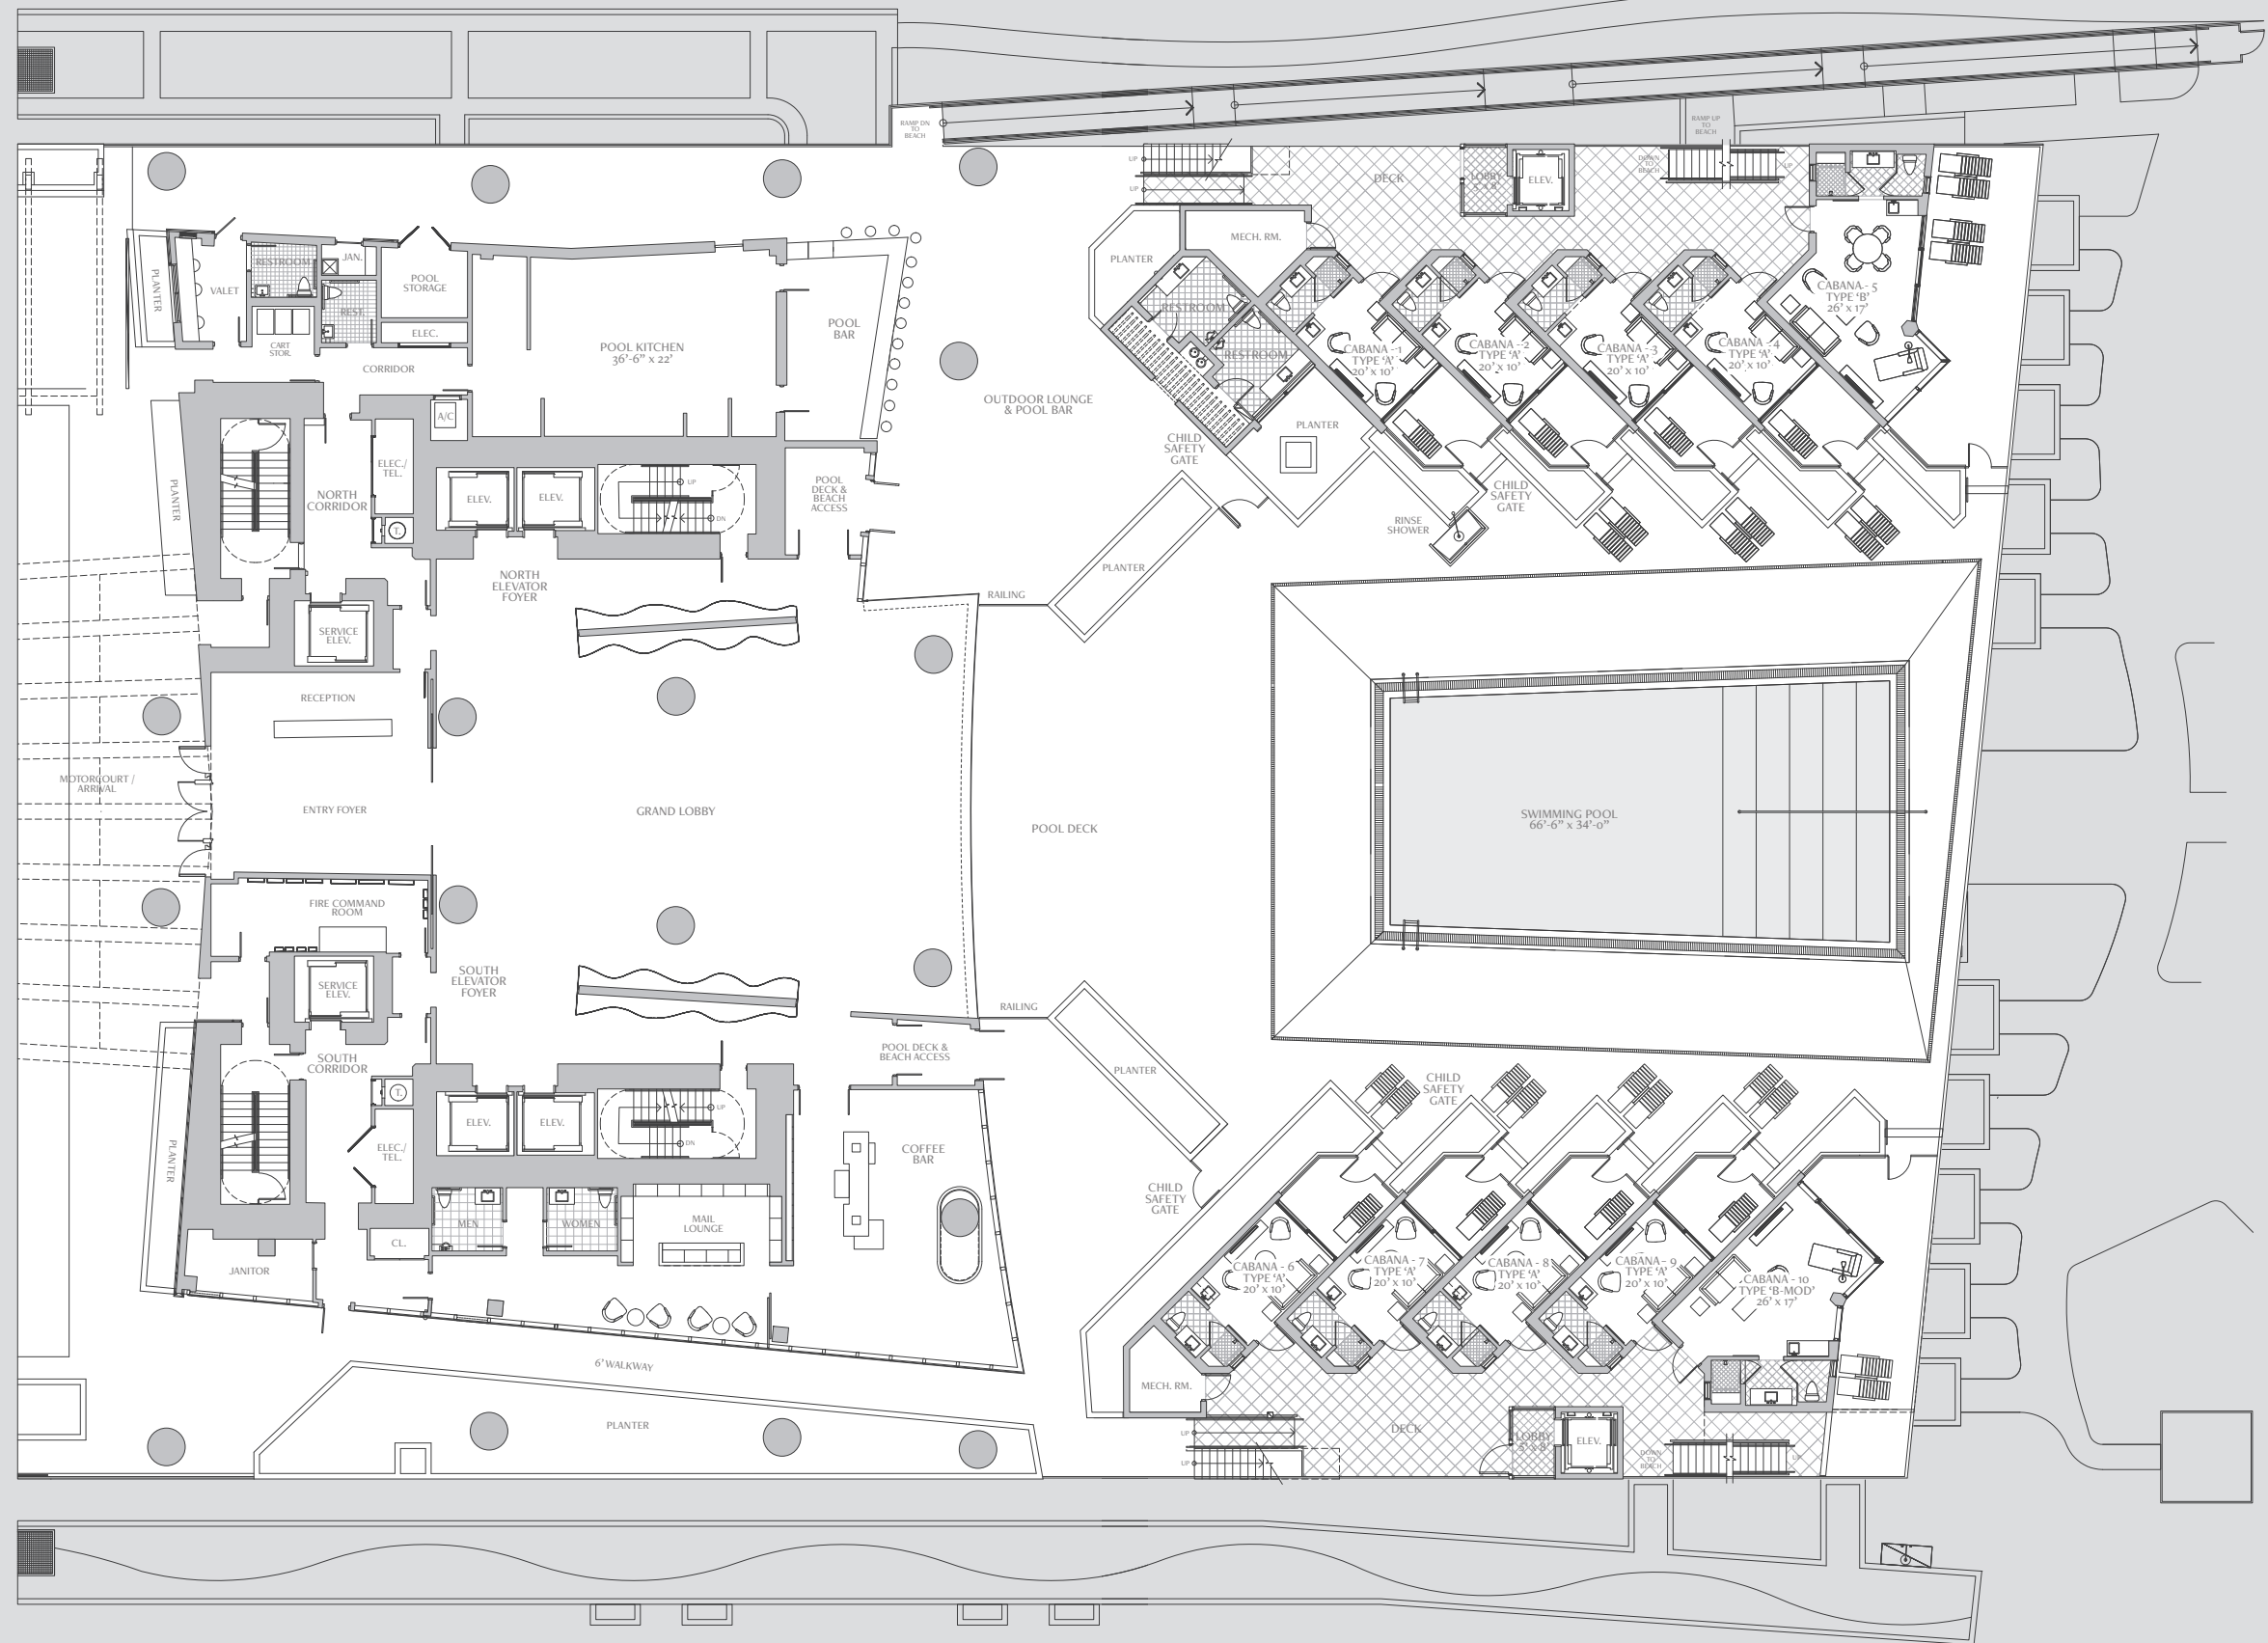 RAMP DN
TO
BEACH
RAMP UP
TO
BEACH
UP
UP
DECK
LOBBY
5' x 8'
ELEV.
DOWN
TO
BEACH
UP
MECH. RM.
PLANTER
RESTROOM
RESTROOM
CABANA - 1
TYPE 'A'
20' x 10'
CABANA - 2
TYPE 'A'
20' x 10'
CABANA - 3
TYPE 'A'
20' x 10'
CABANA - 4
TYPE 'A'
20' x 10'
CABANA - 5
TYPE 'B'
26' x 17'
PLANTER
VALET
RESTROOM
JAN.
REST.
POOL
STORAGE
ELEC.
CART
STOR.
CORRIDOR
POOL KITCHEN
36'-6" x 22'
POOL
BAR
A/C
OUTDOOR LOUNGE
& POOL BAR
CHILD
SAFETY
GATE
PLANTER
PLANTER
NORTH
CORRIDOR
ELEC./
TEL.
T.
ELEV.
ELEV.
UP
DN
POOL
DECK &
BEACH
ACCESS
RINSE
SHOWER
CHILD
SAFETY
GATE
PLANTER
NORTH
ELEVATOR
FOYER
RAILING
SERVICE
ELEV.
RECEPTION
MOTORCOURT /
ARRIVAL
ENTRY FOYER
GRAND LOBBY
POOL DECK
SWIMMING POOL
66'-6" x 34'-0"
FIRE COMMAND
ROOM
SERVICE
ELEV.
SOUTH
ELEVATOR
FOYER
RAILING
POOL DECK &
BEACH ACCESS
PLANTER
SOUTH
CORRIDOR
T.
ELEC./
TEL.
ELEV.
ELEV.
UP
DN
COFFEE
BAR
CHILD
SAFETY
GATE
CHILD
SAFETY
GATE
PLANTER
MEN
WOMEN
MAIL
LOUNGE
CL.
JANITOR
CABANA - 6
TYPE 'A'
20' x 10'
CABANA - 7
TYPE 'A'
20' x 10'
CABANA - 8
TYPE 'A'
20' x 10'
CABANA - 9
TYPE 'A'
20' x 10'
CABANA - 10
TYPE 'B-MOD'
26' x 17'
6' WALKWAY
PLANTER
MECH. RM.
UP
UP
DECK
LOBBY
5' x 8'
ELEV.
DOWN
TO
BEACH
UP